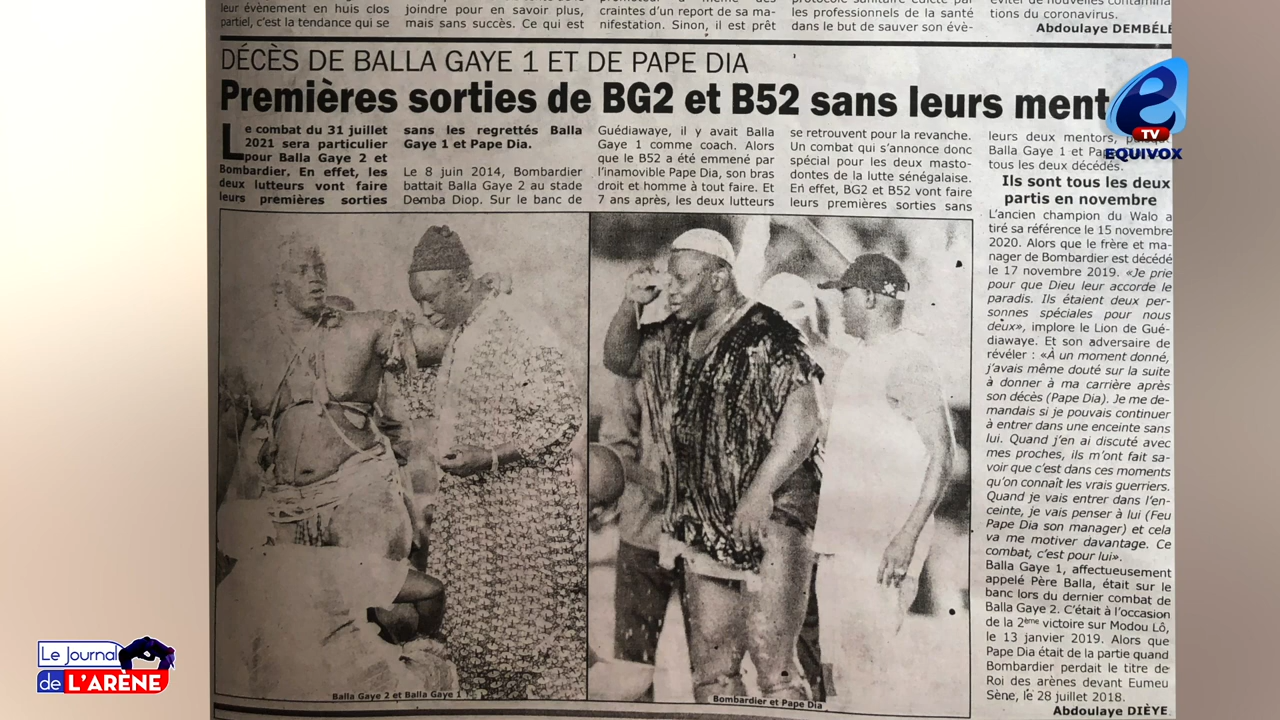 leur évènement en huis clos
partiel, c'est la tendance qui se
joindre pour en savoir plus,
mais sans succès. Ce qui est
craintes d'un report de sa ma-
nifestation. Sinon, il est prêt
les professionnels de la santé
dans le but de sauver son évè-
tions du coronavirus.
Abdoulaye DEMBÉLÉ
DÉCÈS DE BALLA GAYE 1 ET DE PAPE DIA
Premières sorties de BG2 et B52 sans leurs ment
Le combat du 31 juillet
2021 sera particulier
pour Balla Gaye 2 et
Bombardier. En effet, les
deux lutteurs vont faire
leurs premières sorties
sans les regrettés Balla
Gaye 1 et Pape Dia.
Le 8 juin 2014, Bombardier
battait Balla Gaye 2 au stade
Demba Diop. Sur le banc de
Guédiawaye, il y avait Balla
Gaye 1 comme coach. Alors
que le B52 a été emmené par
l'inamovible Pape Dia, son bras
droit et homme à tout faire. Et
7 ans après, les deux lutteurs
se retrouvent pour la revanche.
Un combat qui s'annonce donc
spécial pour les deux masto-
dontes de la lutte sénégalaise.
En effet, BG2 et B52 vont faire
leurs premières sorties sans
leurs deux mentors, puisque
Balla Gaye 1 et Pap
tous les deux décédés.
Ils sont tous les deux
partis en novembre
L'ancien champion du Walo a
tiré sa référence le 15 novembre
2020. Alors que le frère et ma-
nager de Bombardier est décédé
le 17 novembre 2019. «Je prie
pour que Dieu leur accorde le
paradis. Ils étaient deux per-
sonnes spéciales pour nous
deux», implore le Lion de Gué-
diawaye. Et son adversaire de
révéler : «À un moment donné,
j'avais même douté sur la suite
à donner à ma carrière après
son décès (Pape Dia). Je me de-
mandais si je pouvais continuer
à entrer dans une enceinte sans
lui. Quand j'en ai discuté avec
mes proches, ils m'ont fait sa-
voir que c'est dans ces moments
qu'on connaît les vrais guerriers.
Quand je vais entrer dans l'en-
ceinte, je vais penser à lui (Feu
Pape Dia son manager) et cela
va me motiver davantage. Ce
combat, c'est pour lui».
Balla Gaye 1, affectueusement
appelé Père Balla, était sur le
banc lors du dernier combat de
Balla Gaye 2. C'était à l'occasion
de la 2ème victoire sur Modou Lô,
le 13 janvier 2019. Alors que
Pape Dia était de la partie quand
Bombardier perdait le titre de
Roi des arènes devant Eumeu
Sène, le 28 juillet 2018.
Abdoulaye DIÈYE
Balla Gaye 2 et Balla Gaye 1
Bombardier et Pape Dia
e
TV
EQUIVOX
Le Journal
de L'ARÈNE